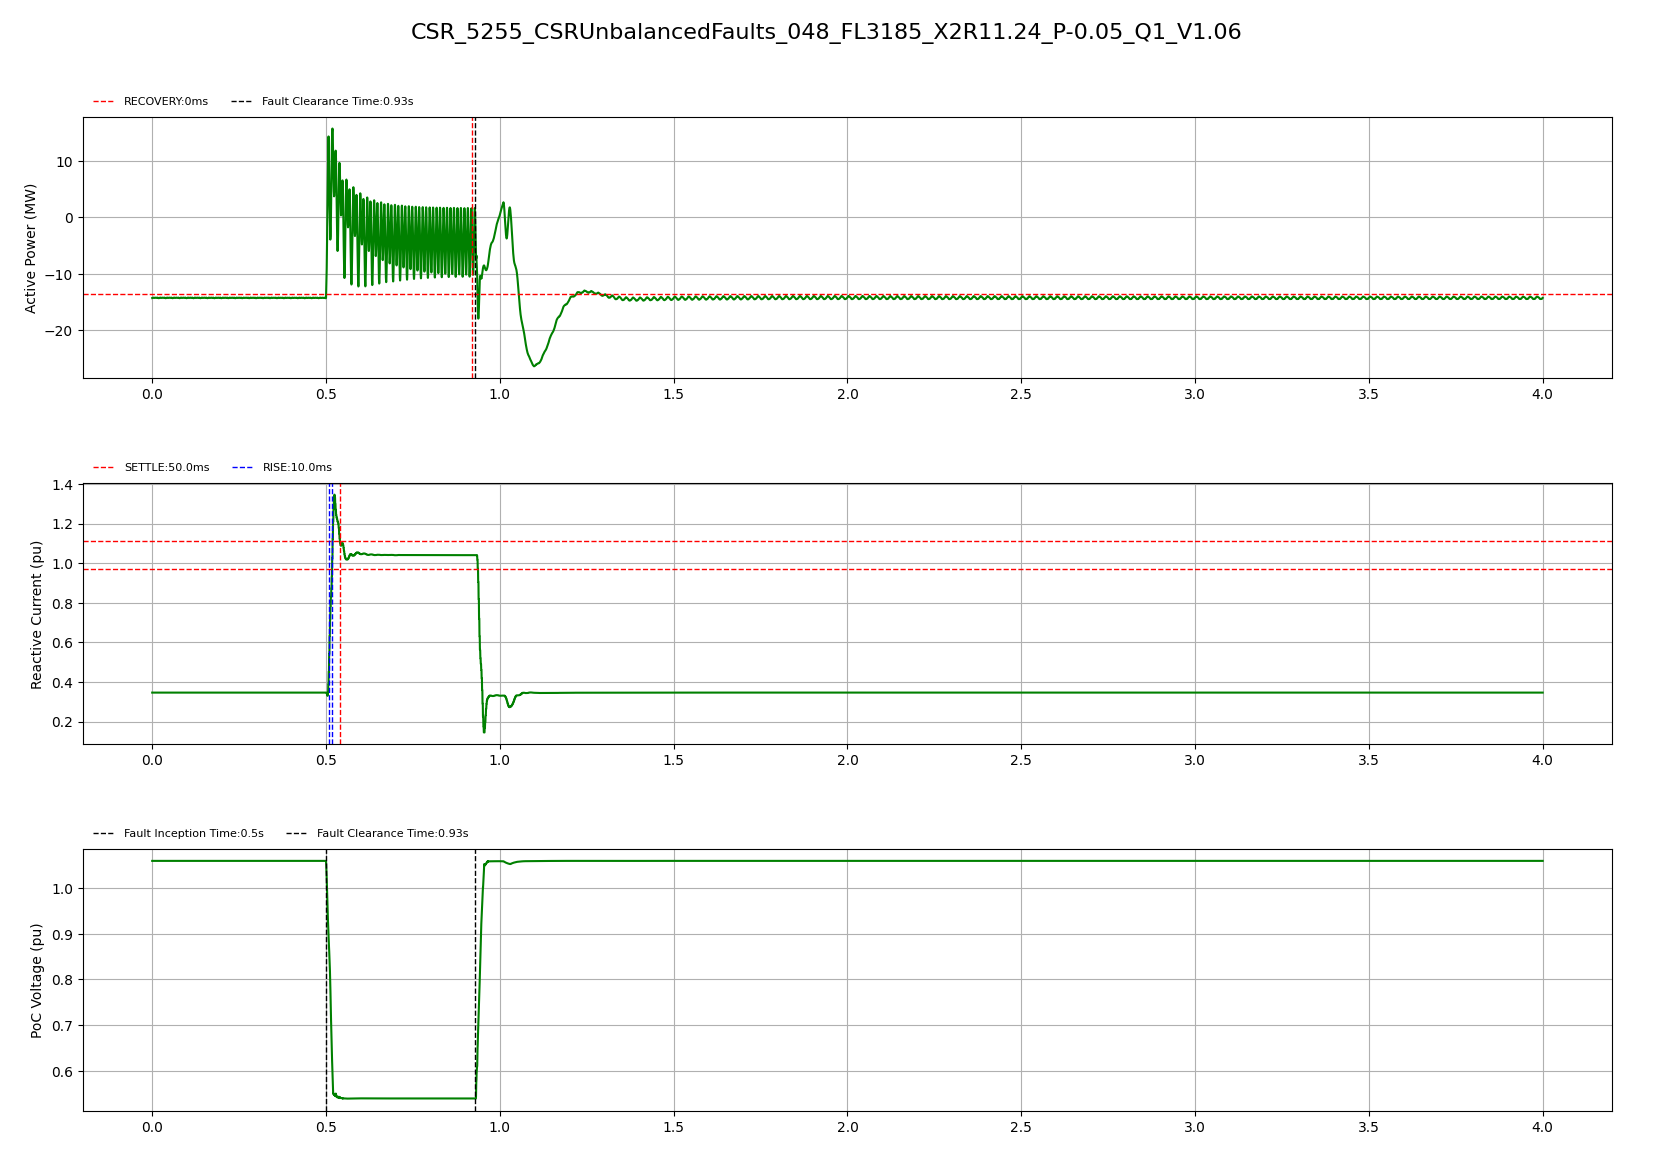 CSR_5255_CSRUnbalancedFaults_048_FL3185_X2R11.24_P-0.05_Q1_V1.06
RECOVERY:0ms Fault Clearance Time:0.93s
Active Power (MW)
10
0
−10
−20
0.0 0.5 1.0 1.5 2.0 2.5 3.0 3.5 4.0
SETTLE:50.0ms RISE:10.0ms
Reactive Current (pu)
1.4
1.2
1.0
0.8
0.6
0.4
0.2
0.0 0.5 1.0 1.5 2.0 2.5 3.0 3.5 4.0
Fault Inception Time:0.5s Fault Clearance Time:0.93s
PoC Voltage (pu)
1.0
0.9
0.8
0.7
0.6
0.0 0.5 1.0 1.5 2.0 2.5 3.0 3.5 4.0